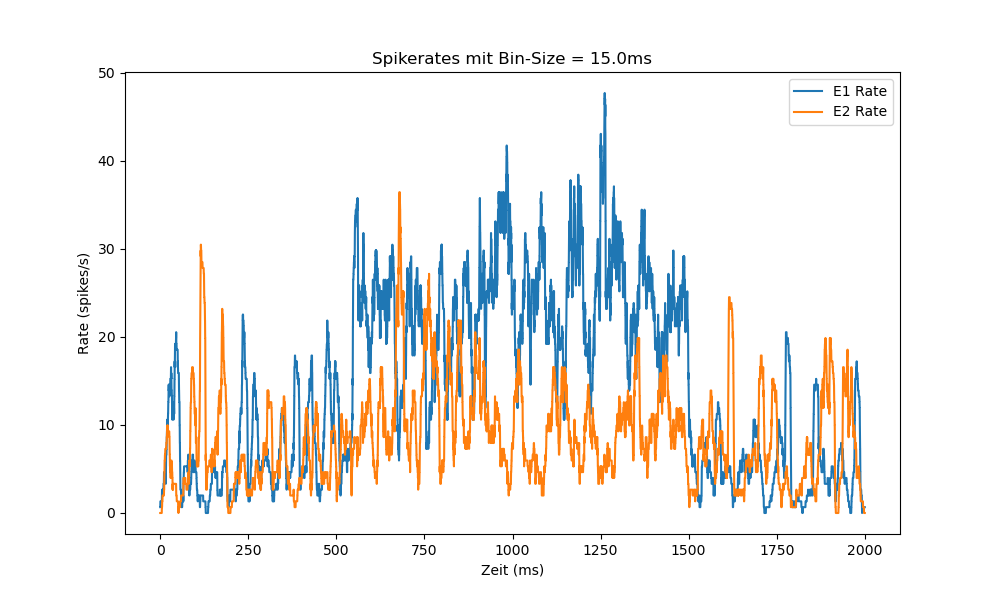 Spikerates mit Bin-Size = 15.0ms
E1 Rate
E2 Rate
50
40
30
20
10
0
Rate (spikes/s)
0 250 500 750 1000 1250 1500 1750 2000
Zeit (ms)